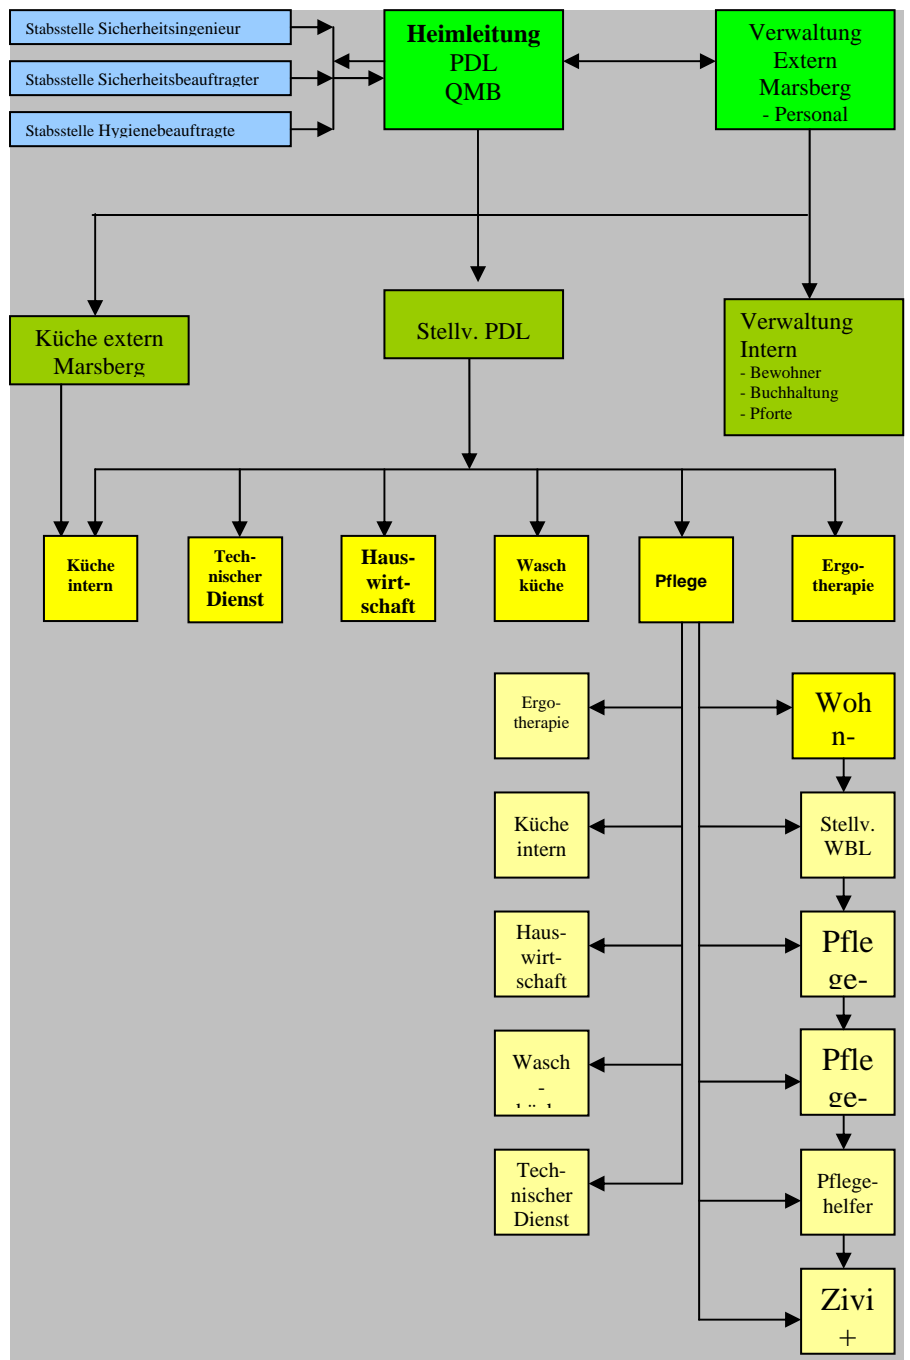 Stabsstelle Sicherheitsingenieur
Stabsstelle Sicherheitsbeauftragter
Stabsstelle Hygienebeauftragte
Heimleitung
PDL
QMB
Verwaltung
Extern
Marsberg
- Personal
Küche extern
Marsberg
Stellv. PDL
Verwaltung
Intern
- Bewohner
- Buchhaltung
- Pforte
Küche
intern
Tech-
nischer
Dienst
Haus-
wirt-
schaft
Wasch
küche
Pflege
Ergo-
therapie
Ergo-
therapie
Woh
n-
Küche
intern
Stellv.
WBL
Haus-
wirt-
schaft
Pfle
ge-
Wasch
-
Pfle
ge-
Tech-
nischer
Dienst
Pflege-
helfer
Zivi
+